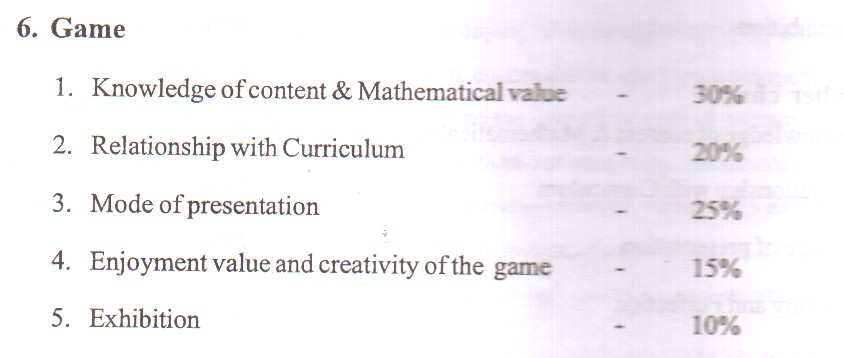 6. Game
1. Knowledge of content & Mathematical value - 30%
2. Relationship with Curriculum - 20%
3. Mode of presentation - 25%
4. Enjoyment value and creativity of the game - 15%
5. Exhibition - 10%